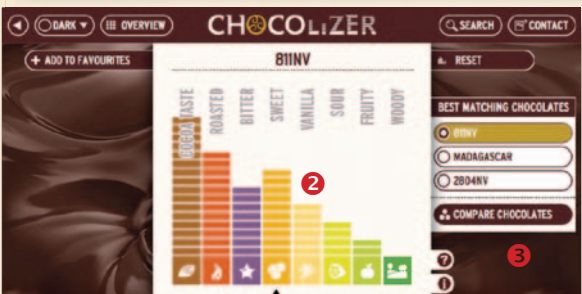 DARK
OVERVIEW
CHOCOLIZER
SEARCH
CONTACT
+ ADD TO FAVOURITES
811NV
RESET
COCOA TASTE
ROASTED
BITTER
SWEET
VANILLA
SOUR
FRUITY
WOODY
BEST MATCHING CHOCOLATES
811NV
MADAGASCAR
2804NV
COMPARE CHOCOLATES
2
3
?
i